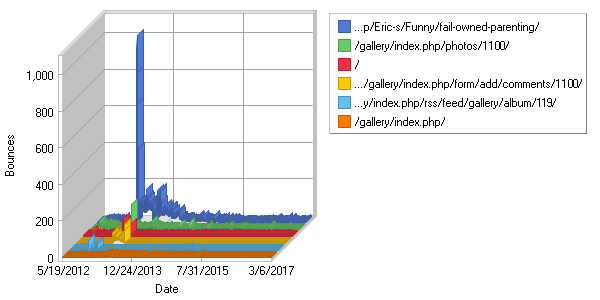 ...p/Eric-s/Funny/fail-owned-parenting/
/gallery/index.php/photos/1100/
/
.../gallery/index.php/form/add/comments/1100/
...y/index.php/rss/feed/gallery/album/119/
/gallery/index.php/
1,000
800
600
400
200
0
Bounces
5/19/2012 12/24/2013 7/31/2015 3/6/2017
Date